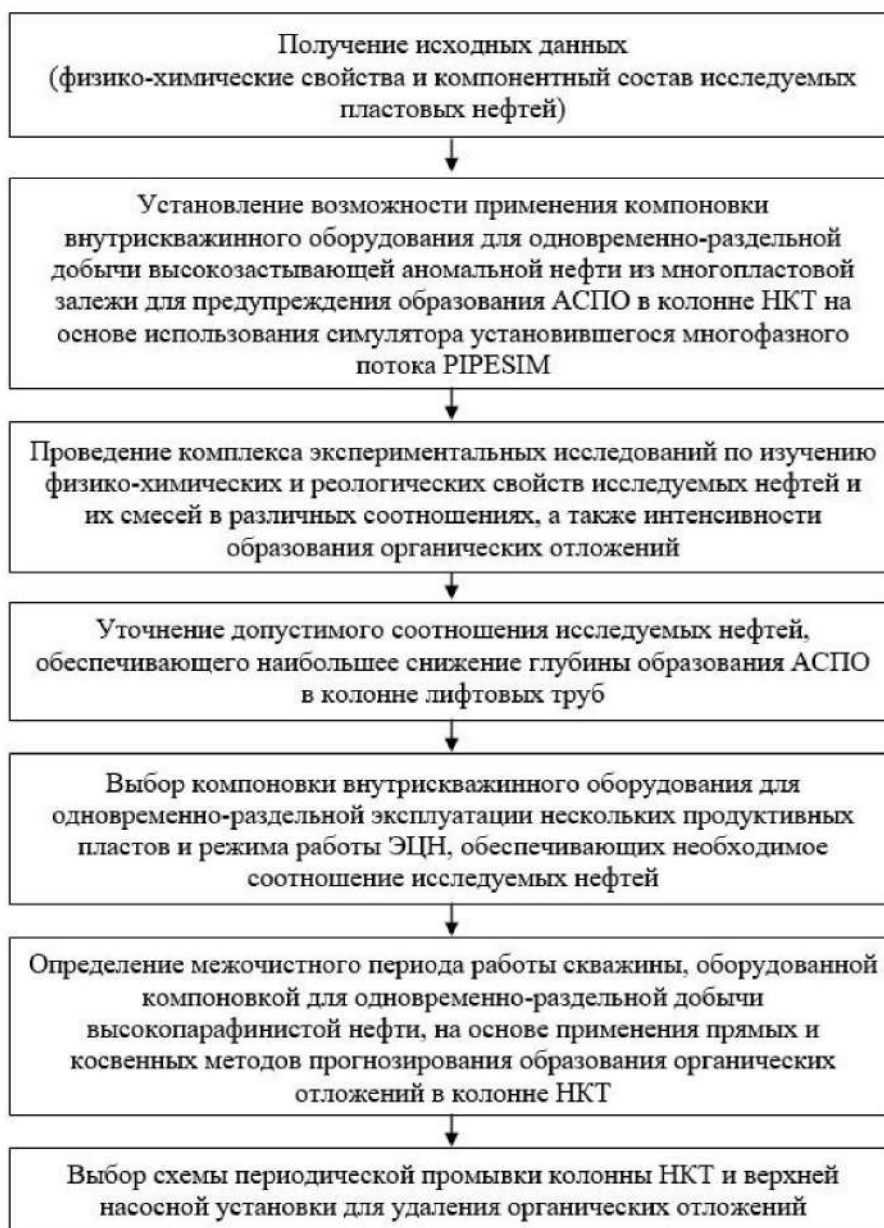 Получение исходных данных
(физико-химические свойства и компонентный состав исследуемых
пластовых нефтей)
Установление возможности применения компоновки
внутрискважинного оборудования для одновременно-раздельной
добычи высокозастывающей аномальной нефти из многопластовой
залежи для предупреждения образования АСПО в колонне НКТ на
основе использования симулятора установившегося многофазного
потока PIPESIM
Проведение комплекса экспериментальных исследований по изучению
физико-химических и реологических свойств исследуемых нефтей и
их смесей в различных соотношениях, а также интенсивности
образования органических отложений
Уточнение допустимого соотношения исследуемых нефтей,
обеспечивающего наибольшее снижение глубины образования АСПО
в колонне лифтовых труб
Выбор компоновки внутрискважинного оборудования для
одновременно-раздельной эксплуатации нескольких продуктивных
пластов и режима работы ЭЦН, обеспечивающих необходимое
соотношение исследуемых нефтей
Определение межочистного периода работы скважины, оборудованной
компоновкой для одновременно-раздельной добычи
высокопарафинистой нефти, на основе применения прямых и
косвенных методов прогнозирования образования органических
отложений в колонне НКТ
Выбор схемы периодической промывки колонны НКТ и верхней
насосной установки для удаления органических отложений